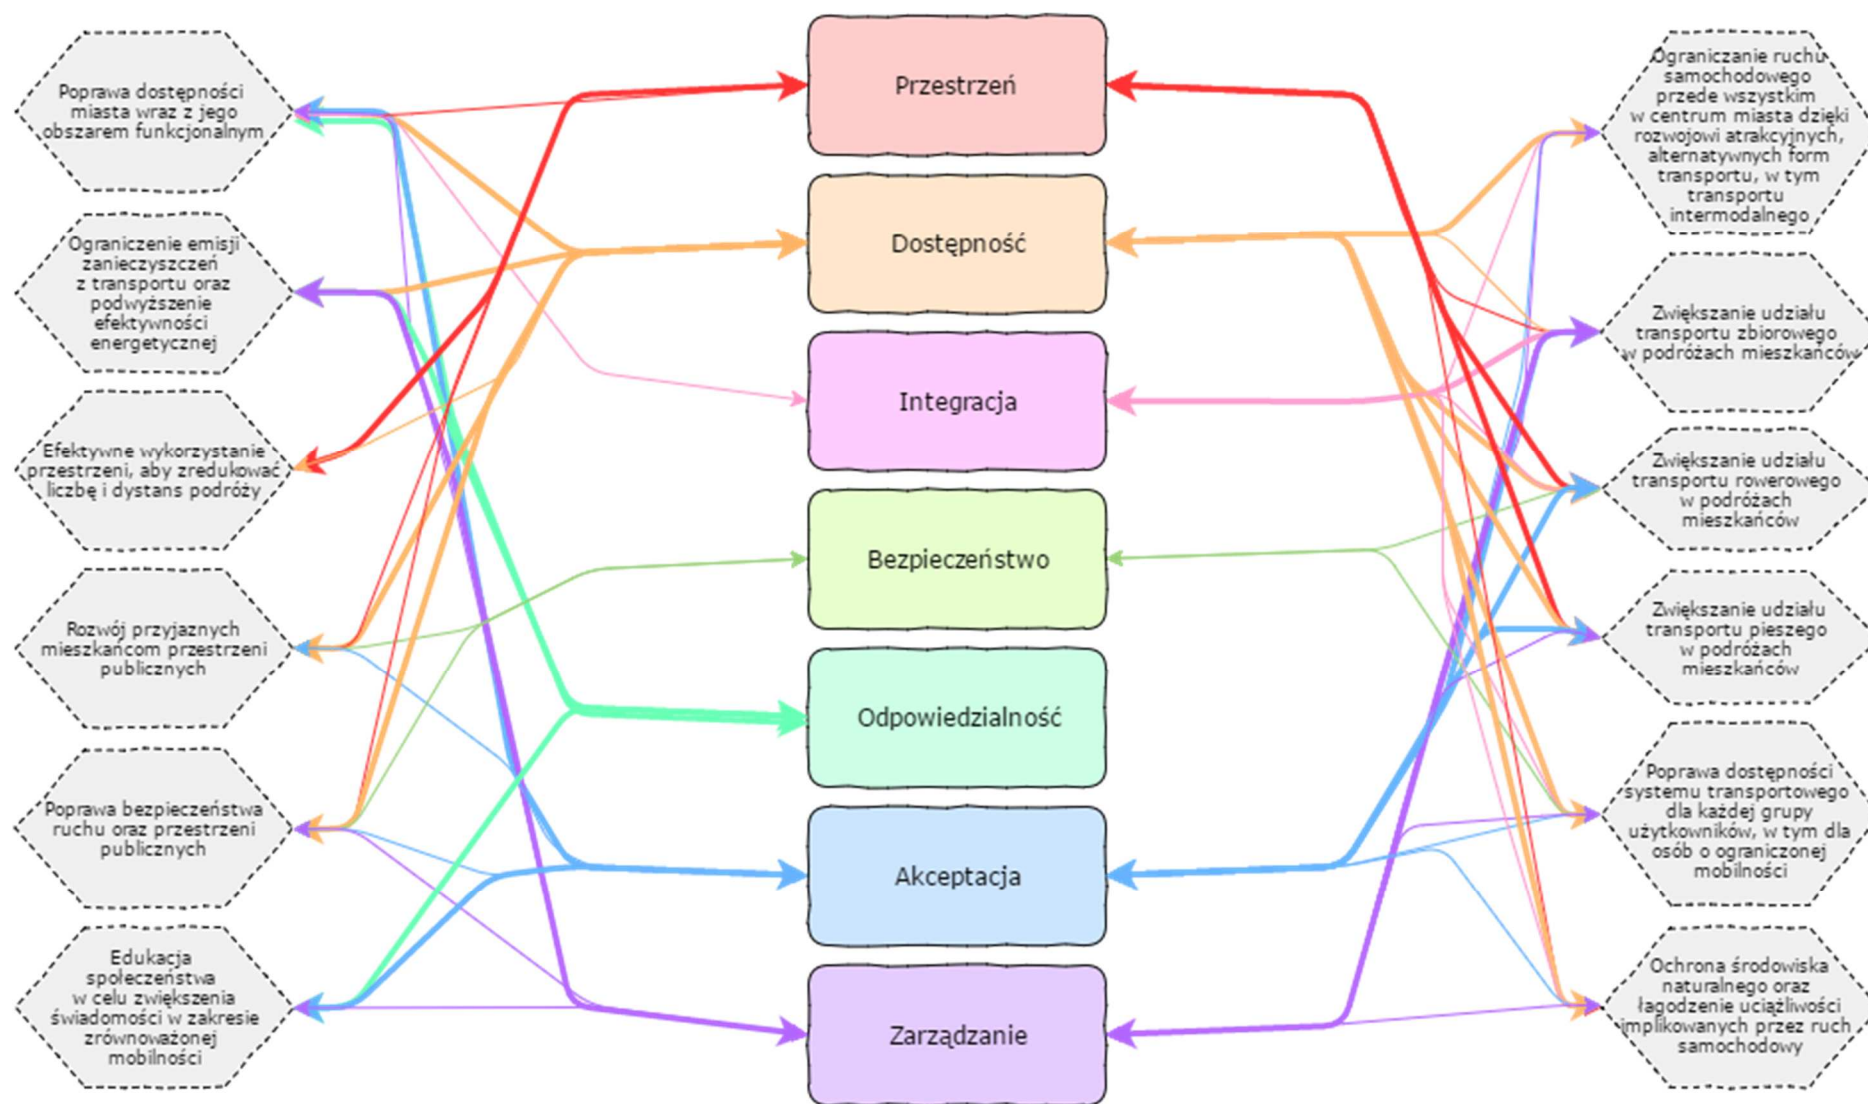 Poprawa dostępności
miasta wraz z jego
obszarem funkcjonalnym
Ograniczenie emisji
zanieczyszczeń
z transportu oraz
podwyższenie
efektywności
energetycznej
Efektywne wykorzystanie
przestrzeni, aby zredukować
liczbę i dystans podróży
Rozwój przyjaznych
mieszkańcom przestrzeni
publicznych
Poprawa bezpieczeństwa
ruchu oraz przestrzeni
publicznych
Edukacja
społeczeństwa
w celu zwiększenia
świadomości w zakresie
zrównoważonej
mobilności
Przestrzeń
Dostępność
Integracja
Bezpieczeństwo
Odpowiedzialność
Akceptacja
Zarządzanie
Ograniczanie ruchu
samochodowego
przede wszystkim
w centrum miasta dzięki
rozwojowi atrakcyjnych,
alternatywnych form
transportu, w tym
transportu
intermodalnego
Zwiększanie udziału
transportu zbiorowego
w podróżach mieszkańców
Zwiększanie udziału
transportu rowerowego
w podróżach
mieszkańców
Zwiększanie udziału
transportu pieszego
w podróżach
mieszkańców
Poprawa dostępności
systemu transportowego
dla każdej grupy
użytkowników, w tym dla
osób o ograniczonej
mobilności
Ochrona środowiska
naturalnego oraz
łagodzenie uciążliwości
implikowanych przez ruch
samochodowy